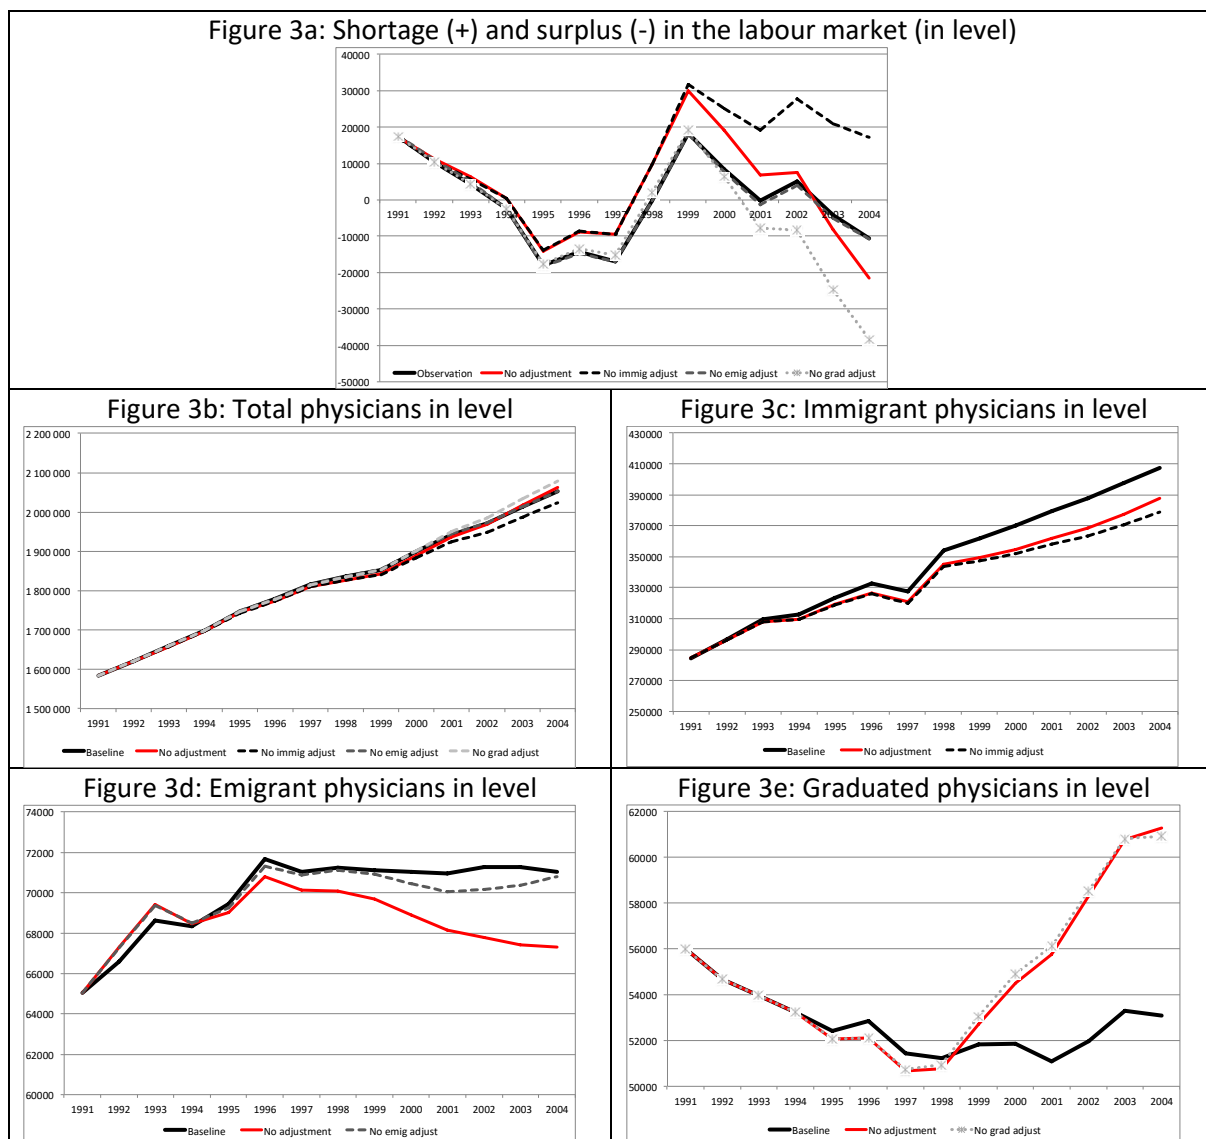 Figure 3a: Shortage (+) and surplus (-) in the labour market (in level)
40000
30000
20000
10000
0
-10000
-20000
-30000
-40000
-50000
1991 1992 1993 1994 1995 1996 1997 1998 1999 2000 2001 2002 2003 2004
Observation No adjustment No immig adjust No emig adjust No grad adjust
Figure 3b: Total physicians in level
2 200 000
2 100 000
2 000 000
1 900 000
1 800 000
1 700 000
1 600 000
1 500 000
1991 1992 1993 1994 1995 1996 1997 1998 1999 2000 2001 2002 2003 2004
Baseline No adjustment No immig adjust No emig adjust No grad adjust
Figure 3c: Immigrant physicians in level
430000
410000
390000
370000
350000
330000
310000
290000
270000
250000
1991 1992 1993 1994 1995 1996 1997 1998 1999 2000 2001 2002 2003 2004
Baseline No adjustment No immig adjust
Figure 3d: Emigrant physicians in level
74000
72000
70000
68000
66000
64000
62000
60000
1991 1992 1993 1994 1995 1996 1997 1998 1999 2000 2001 2002 2003 2004
Baseline No adjustment No emig adjust
Figure 3e: Graduated physicians in level
62000
60000
58000
56000
54000
52000
50000
1991 1992 1993 1994 1995 1996 1997 1998 1999 2000 2001 2002 2003 2004
Baseline No adjustment No grad adjust